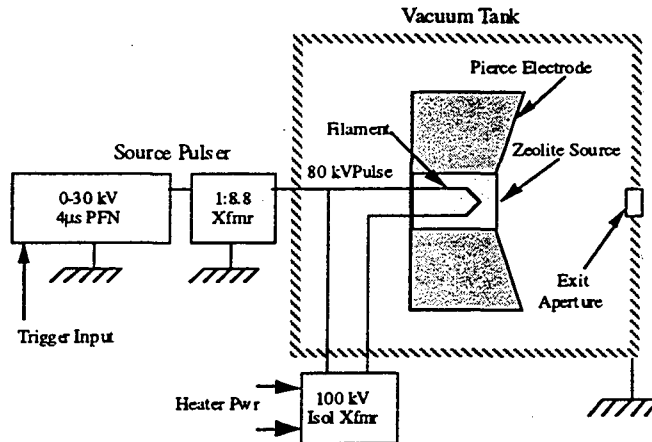 Vacuum Tank
Pierce Electrode
Filament
Zeolite Source
Source Pulser
80 kVPulse
0-30 kV
4μs PFN
1:8.8
Xfmr
Exit
Aperture
Trigger Input
Heater Pwr
100 kV
Isol Xfmr